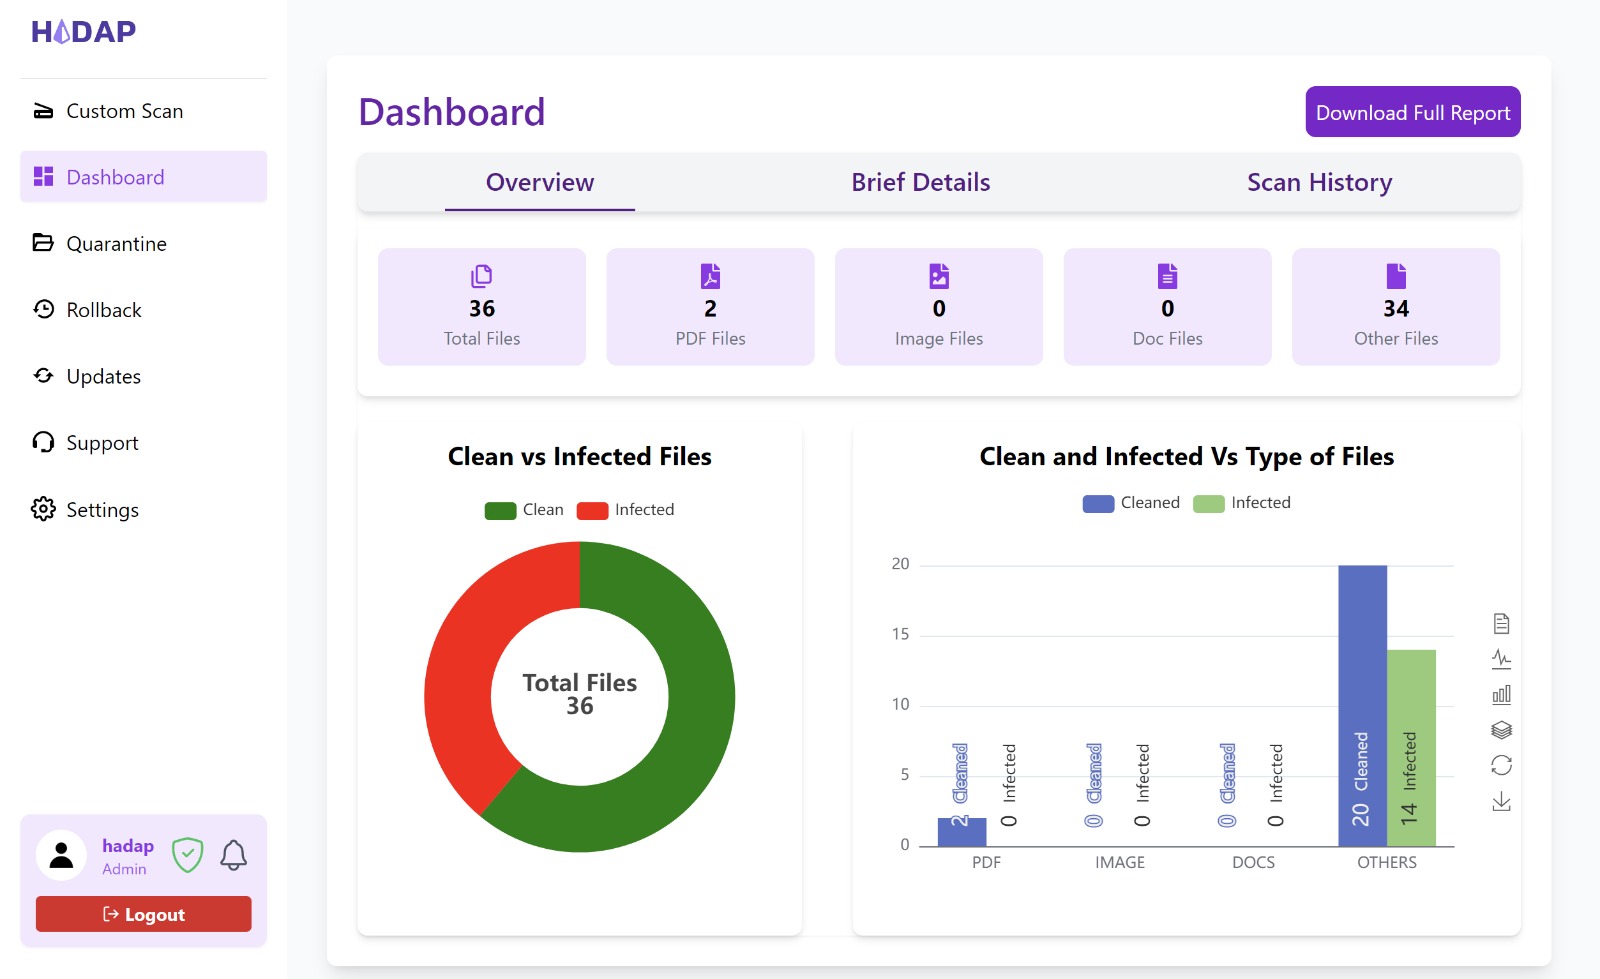 HADAP
Custom Scan
Dashboard
Quarantine
Rollback
Updates
Support
Settings
hadap
Admin
Logout
Dashboard
Download Full Report
Overview
Brief Details
Scan History
36
Total Files
2
PDF Files
0
Image Files
0
Doc Files
34
Other Files
Clean vs Infected Files
Clean
Infected
Total Files
36
Clean and Infected Vs Type of Files
Cleaned
Infected
20
15
10
5
0
2 Cleaned
0 Infected
0 Cleaned
0 Infected
0 Cleaned
0 Infected
20 Cleaned
14 Infected
PDF
IMAGE
DOCS
OTHERS